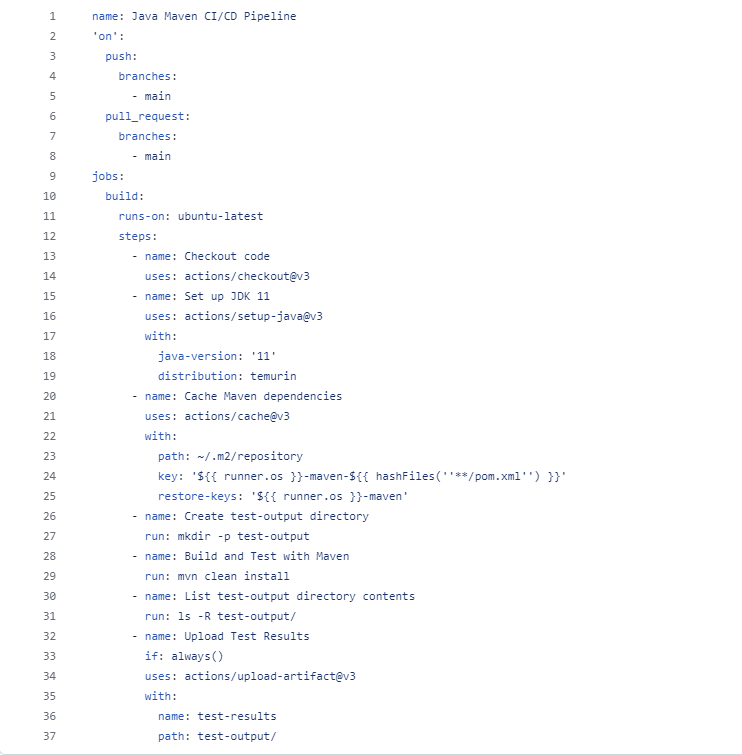 1 name: Java Maven CI/CD Pipeline
2 'on':
3   push:
4     branches:
5       - main
6   pull_request:
7     branches:
8       - main
9 jobs:
10   build:
11     runs-on: ubuntu-latest
12     steps:
13       - name: Checkout code
14         uses: actions/checkout@v3
15       - name: Set up JDK 11
16         uses: actions/setup-java@v3
17         with:
18           java-version: '11'
19           distribution: temurin
20       - name: Cache Maven dependencies
21         uses: actions/cache@v3
22         with:
23           path: ~/.m2/repository
24           key: '${{ runner.os }}-maven-${{ hashFiles(''**/pom.xml'') }}'
25           restore-keys: '${{ runner.os }}-maven'
26       - name: Create test-output directory
27         run: mkdir -p test-output
28       - name: Build and Test with Maven
29         run: mvn clean install
30       - name: List test-output directory contents
31         run: ls -R test-output/
32       - name: Upload Test Results
33         if: always()
34         uses: actions/upload-artifact@v3
35         with:
36           name: test-results
37           path: test-output/